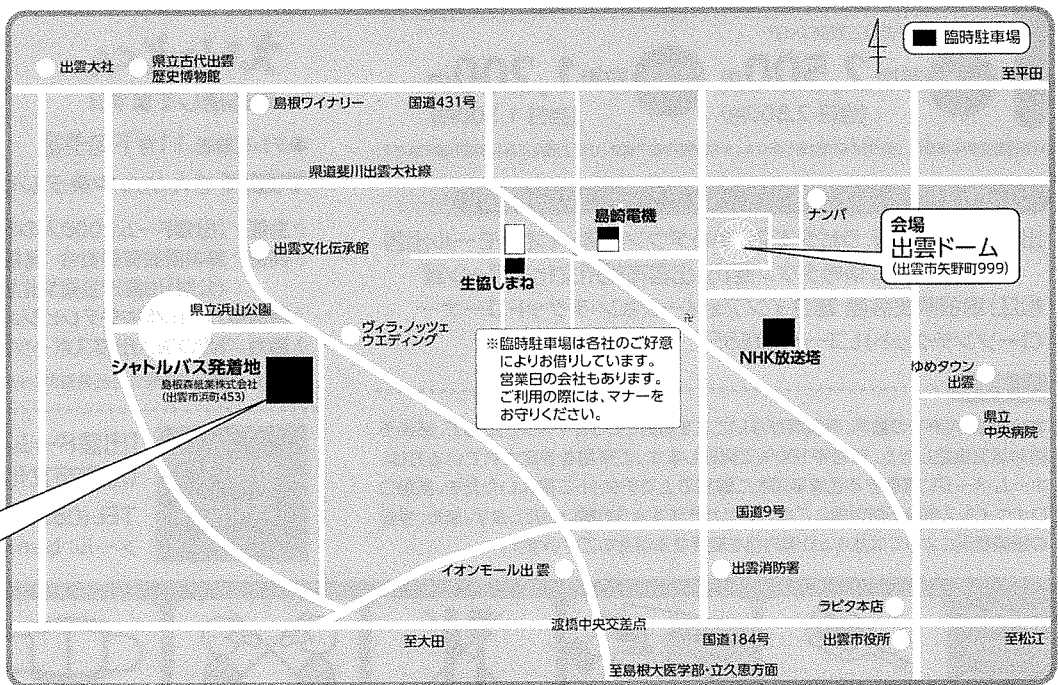 臨時駐車場
出雲大社
県立古代出雲
歴史博物館
至平田
島根ワイナリー
国道431号
県道斐川出雲大社線
島崎電機
ナンバ
会場
出雲ドーム
(出雲市矢野町999)
出雲文化伝承館
生協しまね
県立浜山公園
ヴィラ・ノッツェ
ウエディング
※臨時駐車場は各社のご好意
によりお借りしています。
営業日の会社もあります。
ご利用の際には、マナーを
お守りください。
卍
NHK放送塔
シャトルバス発着地
島根森紙業株式会社
(出雲市浜町453)
ゆめタウン
出雲
県立
中央病院
国道9号
イオンモール出雲
出雲消防署
ラピタ本店
渡橋中央交差点
至大田
国道184号
出雲市役所
至松江
至島根大医学部・立久恵方面